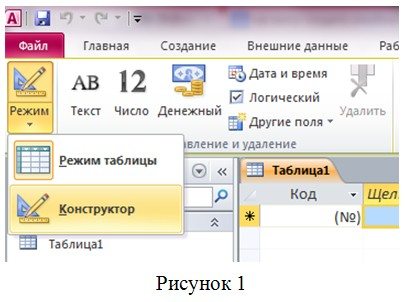 Файл Главная Создание Внешние данные Раб
Режим
AB Текст
12 Число
Денежный
Дата и время
Логический
Другие поля
Удалить
авление и удаление
Режим таблицы
Конструктор
Таблица1
Таблица1
Код Щел
(№)
Рисунок 1